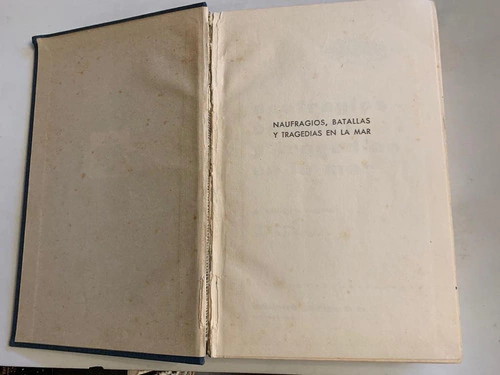 NAUFRAGIOS, BATALLAS
Y TRAGEDIAS EN LA MAR